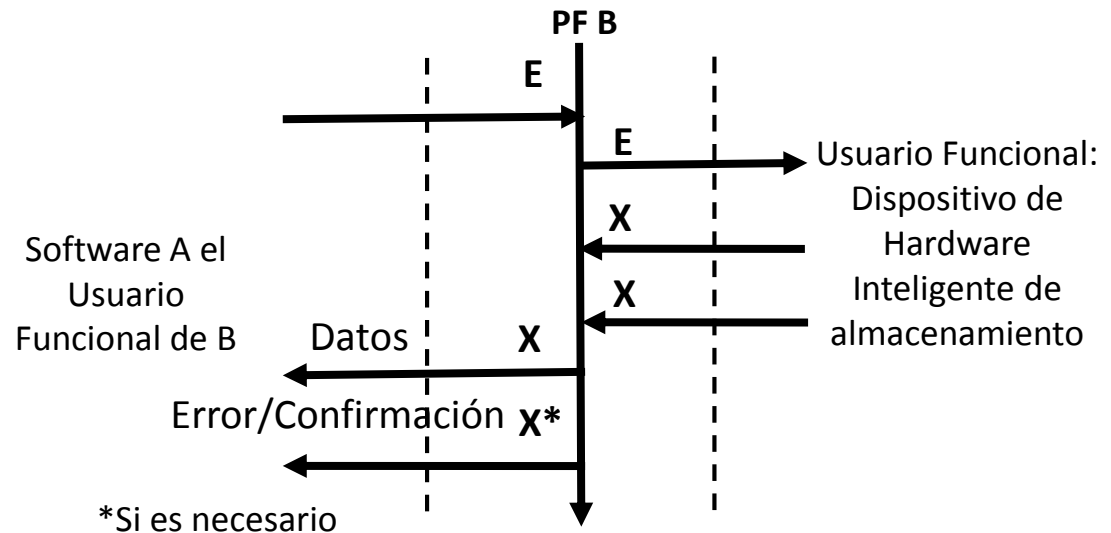 PF B
E
E
Usuario Funcional:
Dispositivo de
Hardware
Inteligente de
almacenamiento
X
X
Software A el
Usuario
Funcional de B
Datos
X
Error/Confirmación
X*
*Si es necesario